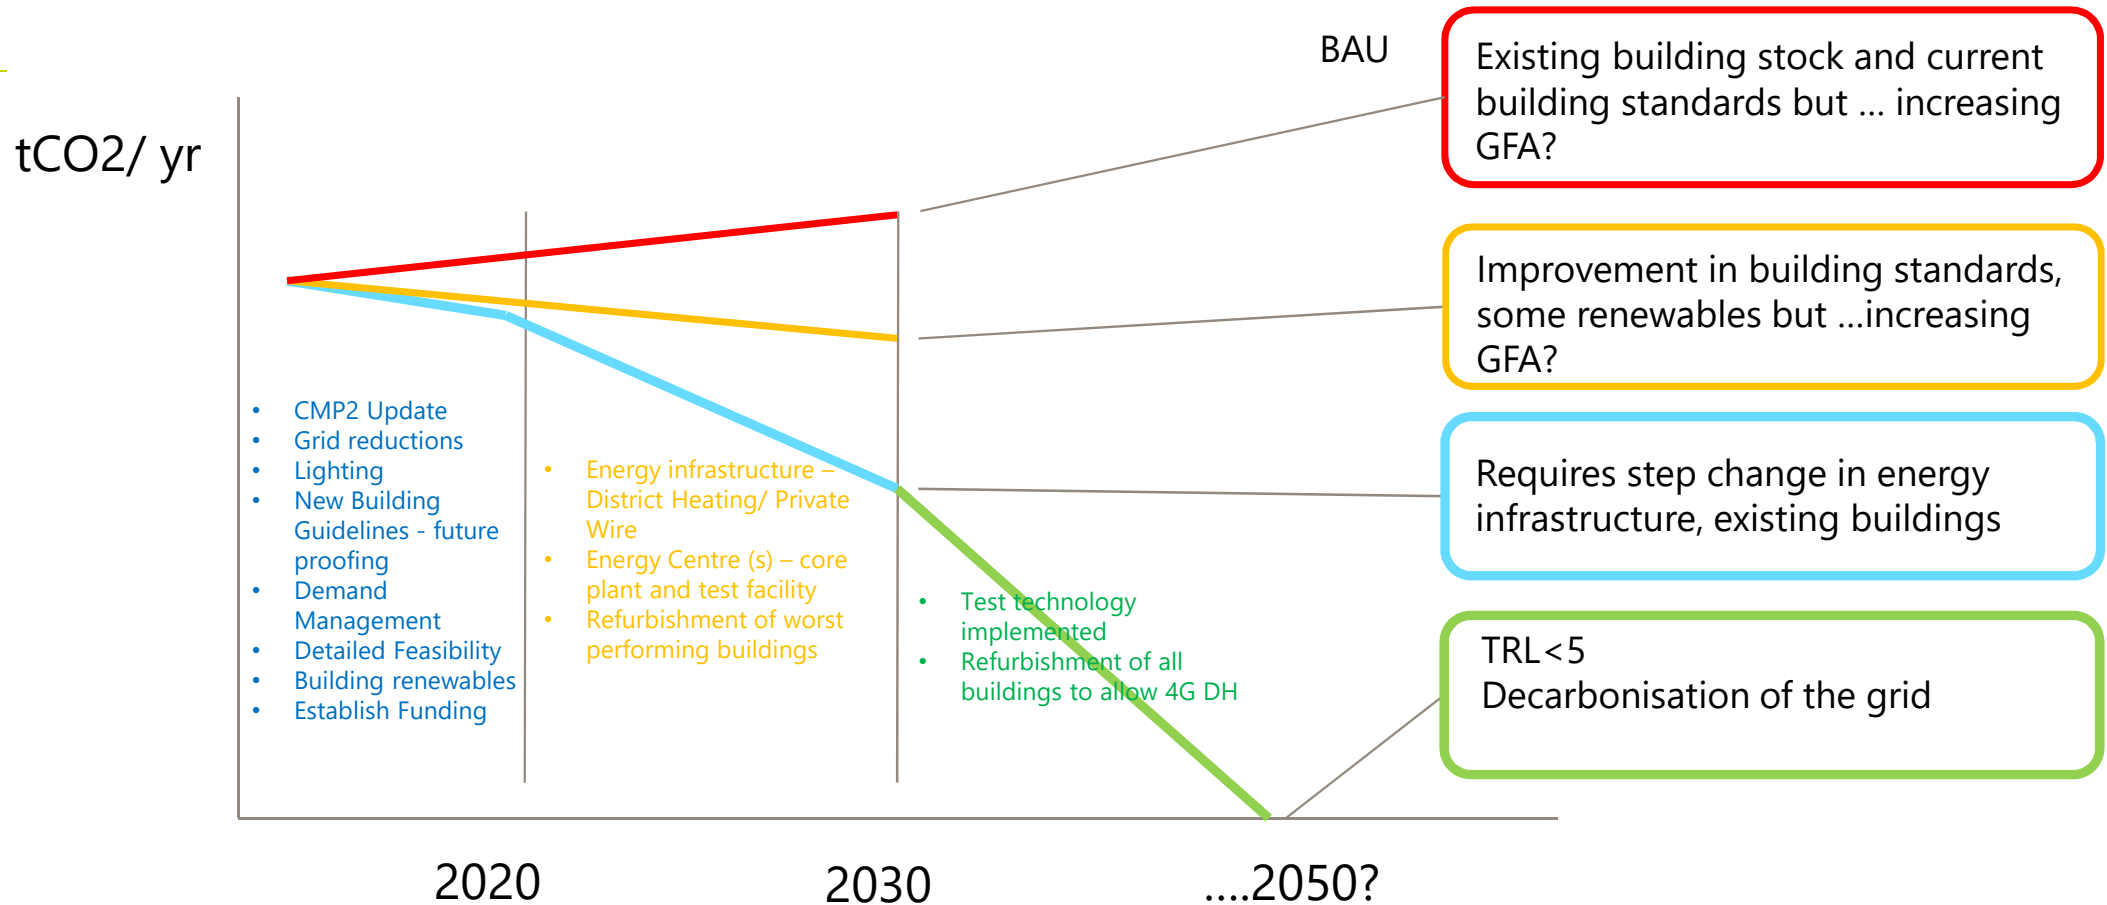 BAU
Existing building stock and current
building standards but ... increasing
GFA?
tCO2/ yr
Improvement in building standards,
some renewables but ...increasing
GFA?
• CMP2 Update
• Grid reductions
• Lighting
• New Building
Guidelines - future
proofing
• Demand
Management
• Detailed Feasibility
• Building renewables
• Establish Funding
• Energy infrastructure –
District Heating/ Private
Wire
• Energy Centre (s) – core
plant and test facility
• Refurbishment of worst
performing buildings
Requires step change in energy
infrastructure, existing buildings
• Test technology
implemented
• Refurbishment of all
buildings to allow 4G DH
TRL<5
Decarbonisation of the grid
2020
2030
....2050?